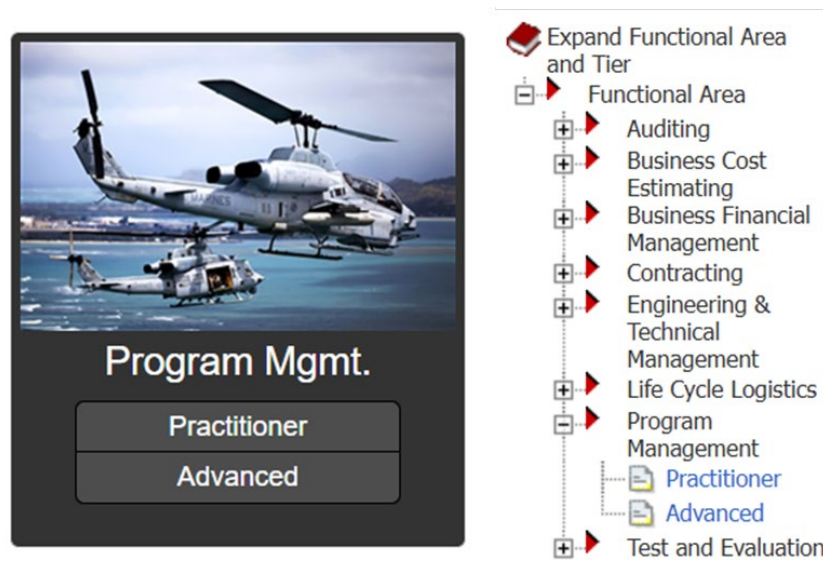 MARINES
Program Mgmt.
Practitioner
Advanced
Expand Functional Area
and Tier
Functional Area
Auditing
Business Cost
Estimating
Business Financial
Management
Contracting
Engineering &
Technical
Management
Life Cycle Logistics
Program
Management
Practitioner
Advanced
Test and Evaluation